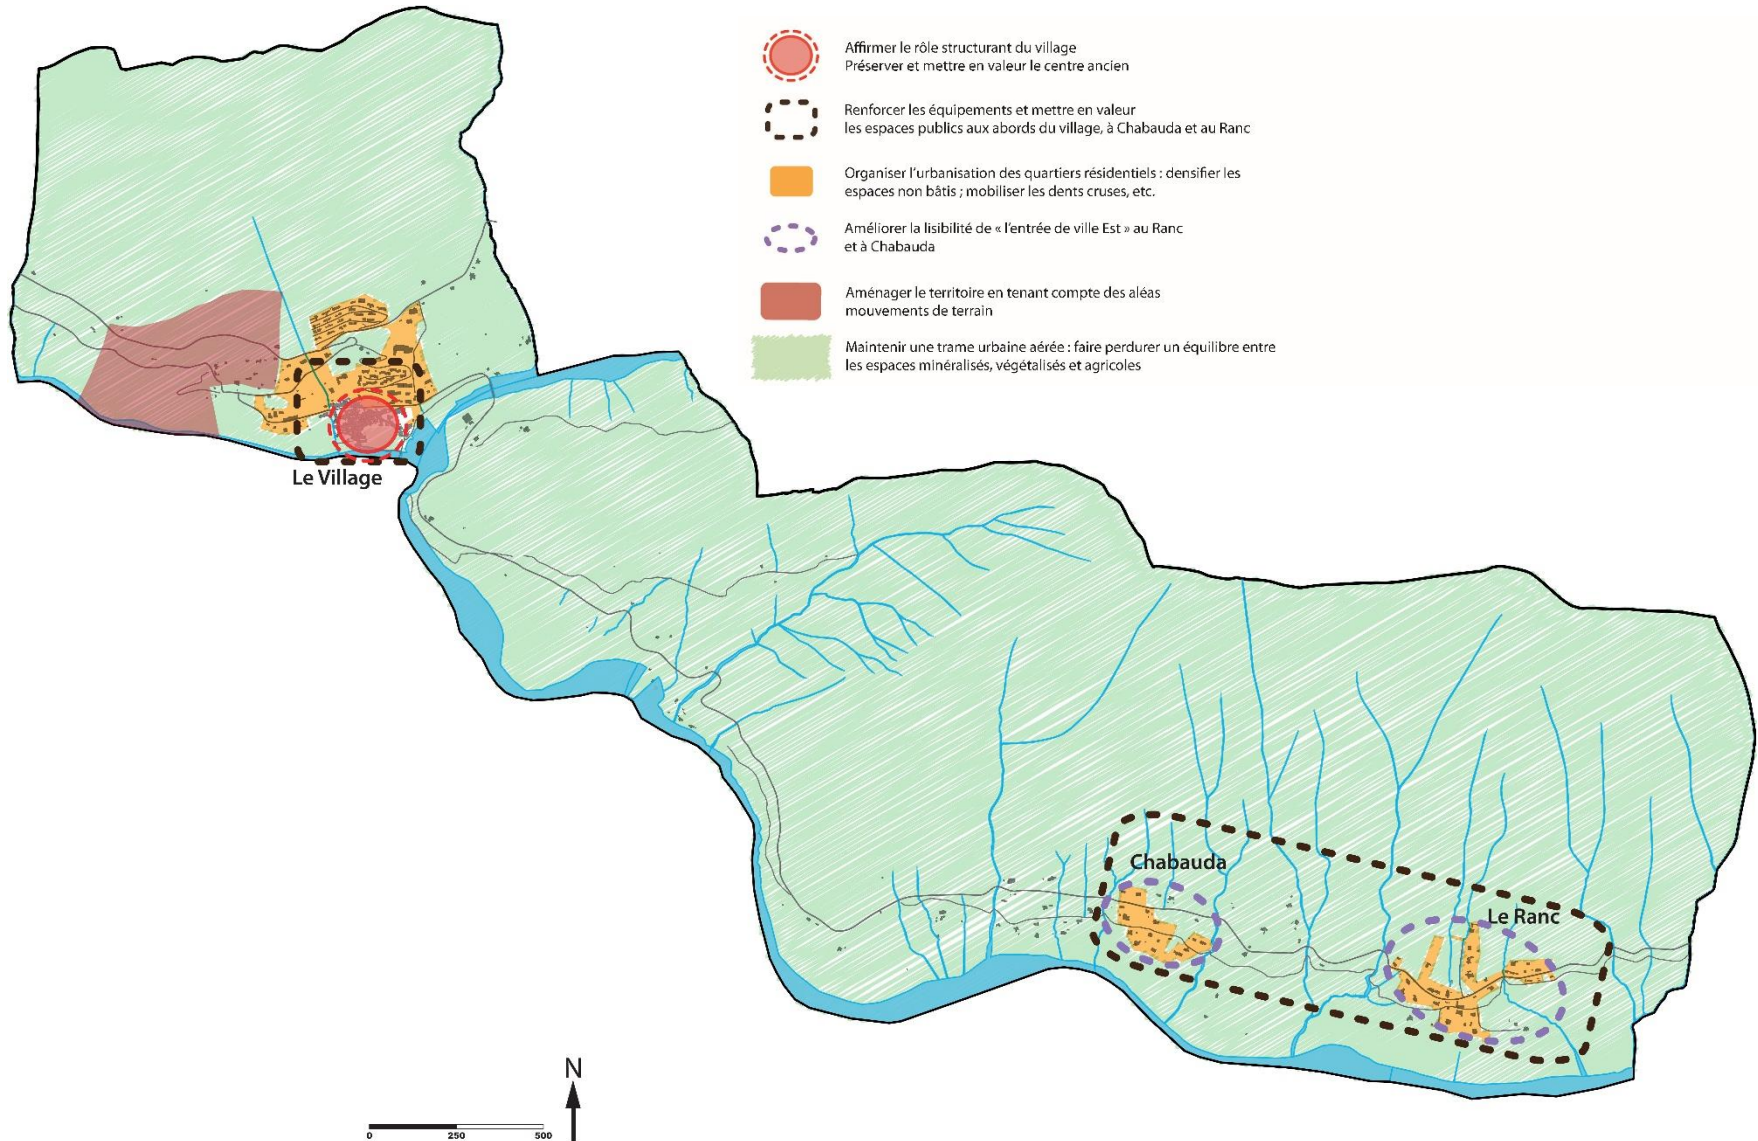 Affirmer le rôle structurant du village
Préserver et mettre en valeur le centre ancien
Renforcer les équipements et mettre en valeur
les espaces publics aux abords du village, à Chabauda et au Ranc
Organiser l'urbanisation des quartiers résidentiels : densifier les
espaces non bâtis ; mobiliser les dents cruses, etc.
Améliorer la lisibilité de « l'entrée de ville Est » au Ranc
et à Chabauda
Aménager le territoire en tenant compte des aléas
mouvements de terrain
Maintenir une trame urbaine aérée : faire perdurer un équilibre entre
les espaces minéralisés, végétalisés et agricoles
Le Village
Chabauda
Le Ranc
N
0 250 500